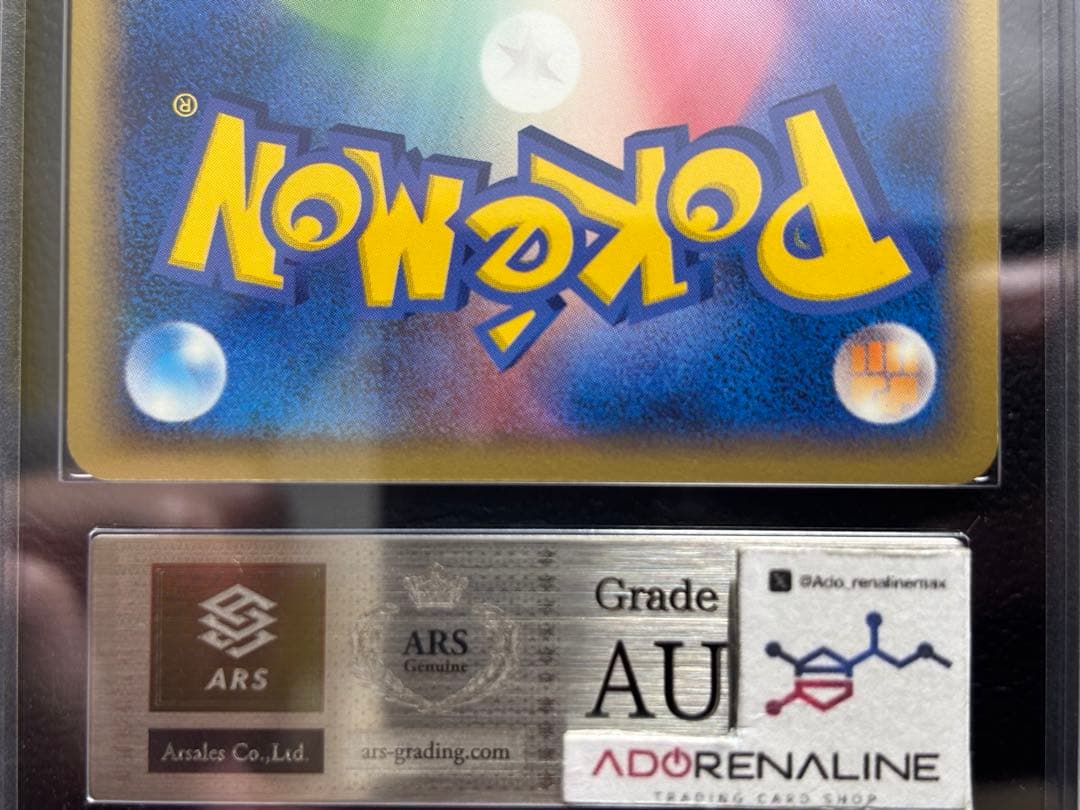 POKéMON
®
ARS
Arsales Co.,Ltd.
ARS
Genuine
ars-grading.com
Grade
AU
@Ado_renalinemax
ADORENALINE
TRADING CARD SHOP